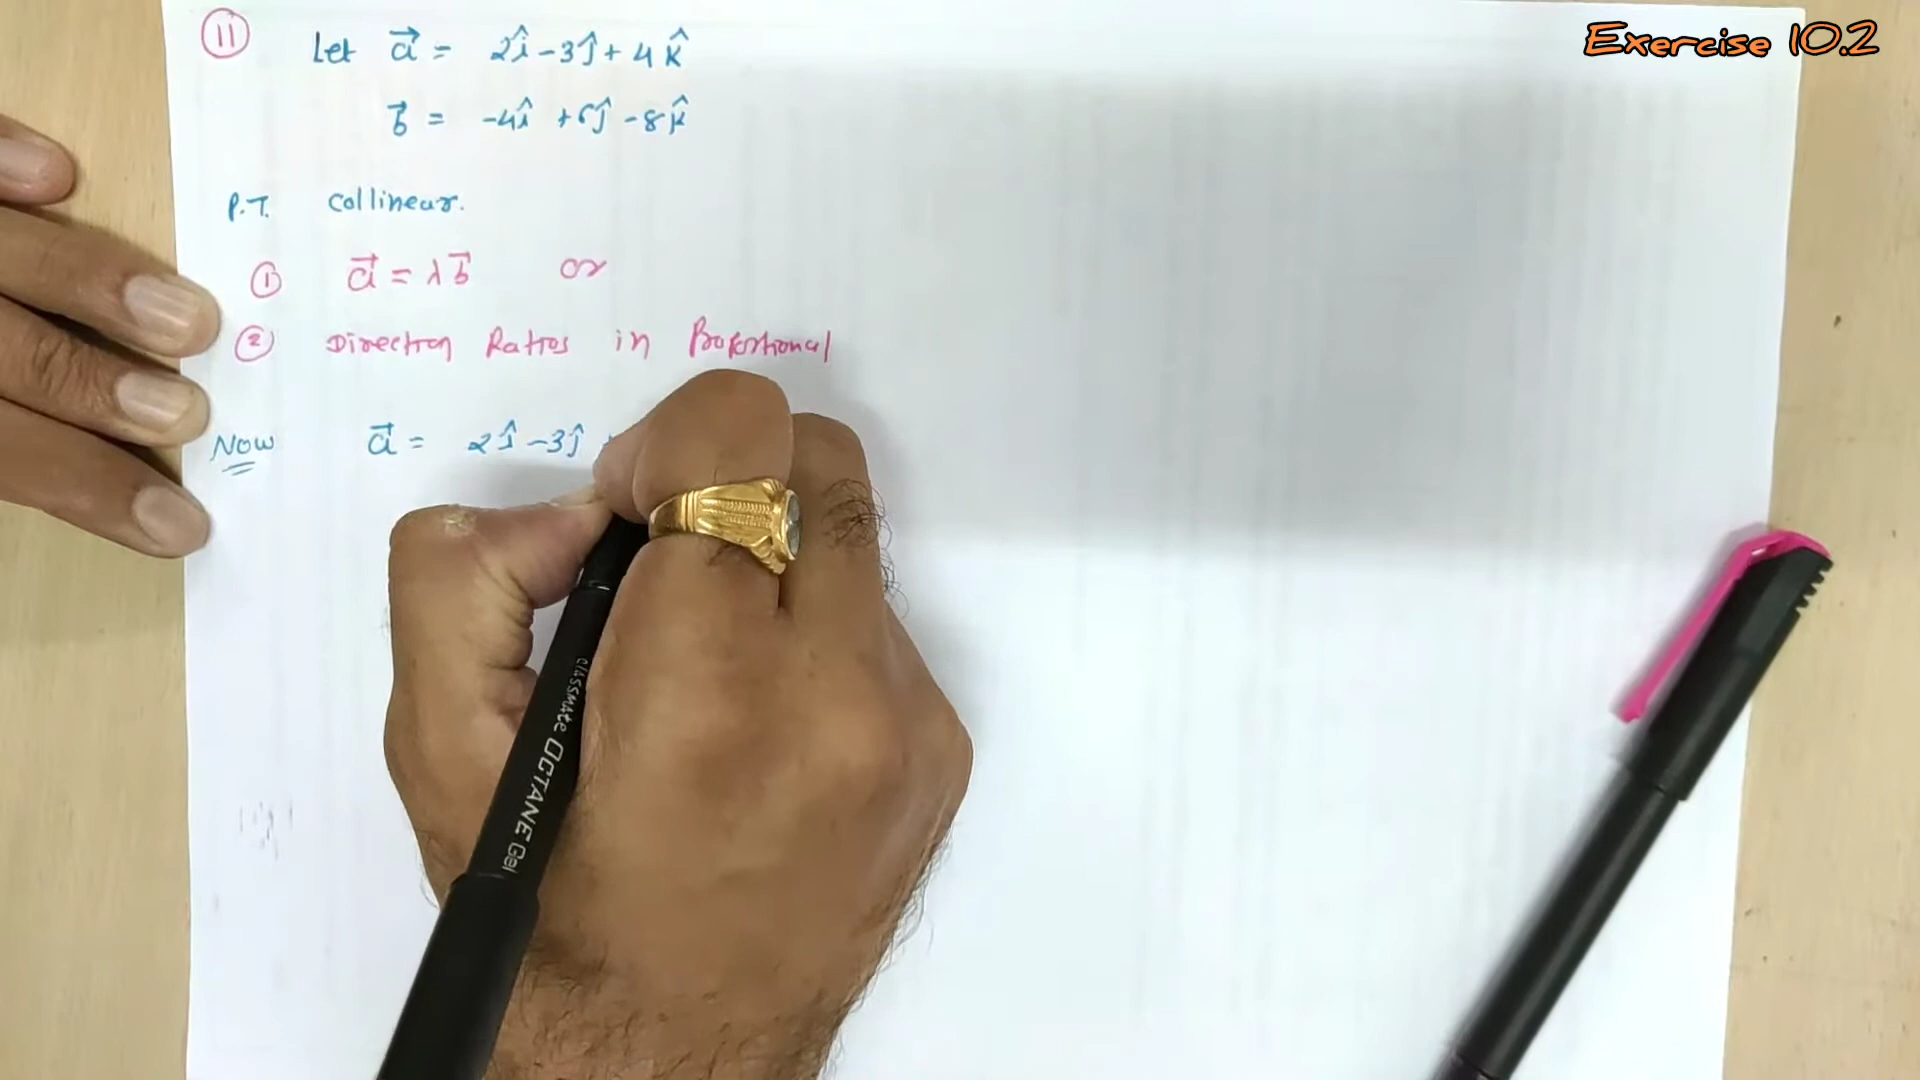 Exercise 10.2
11 Let a⃗ = 2î - 3ĵ + 4k̂
b⃗ = -4î + 6ĵ - 8k̂
P.T. Collinear.
① a⃗ = λb⃗ or
② Direction Ratios in Proportional
Now a⃗ = 2î - 3ĵ
classmate OCTANE Gel